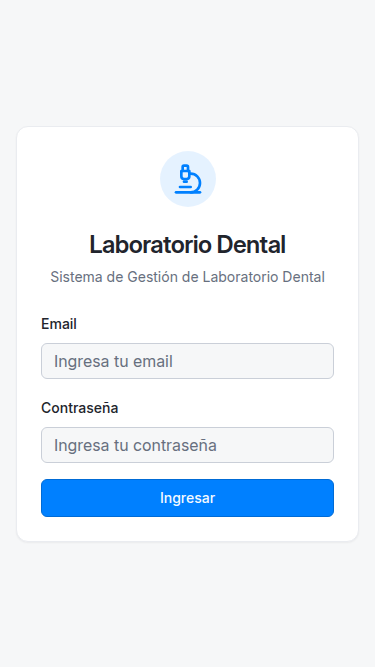 Laboratorio Dental
Sistema de Gestión de Laboratorio Dental
Email
Ingresa tu email
Contraseña
Ingresa tu contraseña
Ingresar